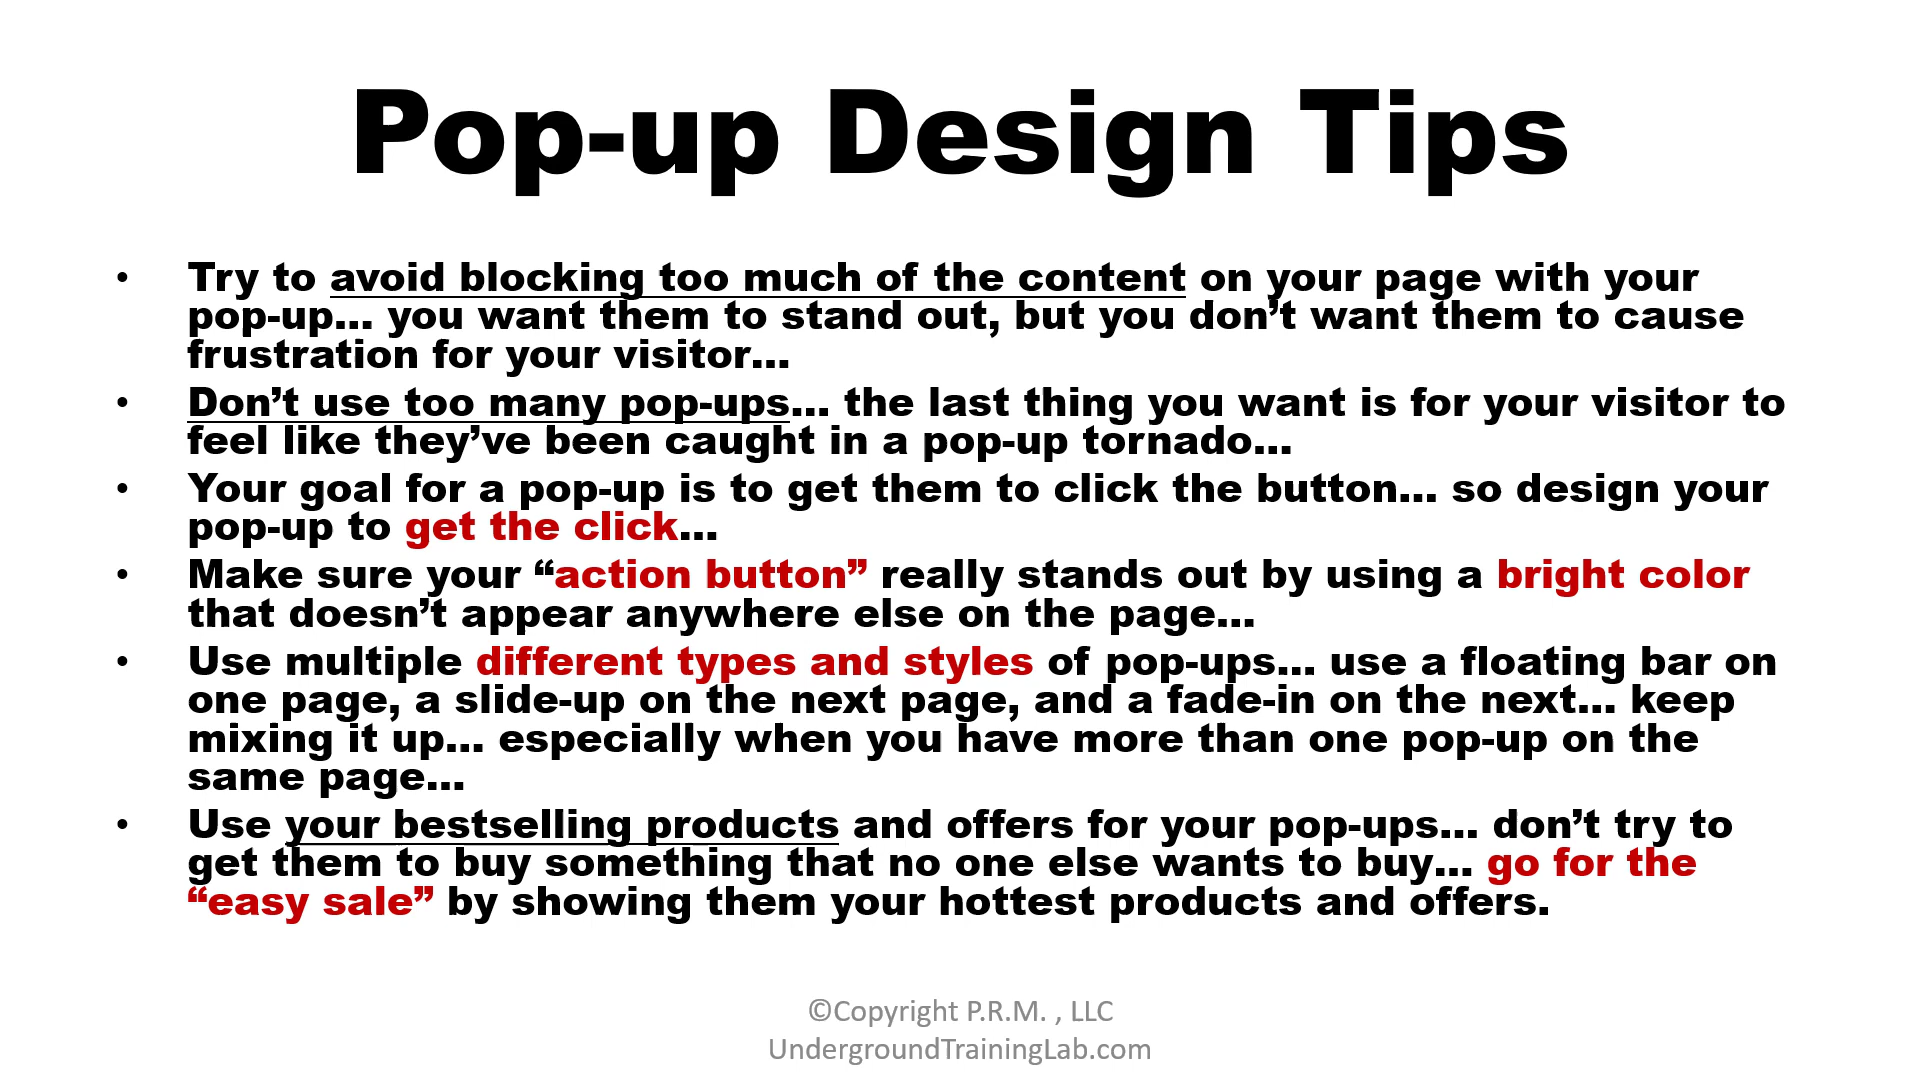 Pop-up Design Tips
• Try to avoid blocking too much of the content on your page with your
pop-up... you want them to stand out, but you don’t want them to cause
frustration for your visitor...
• Don’t use too many pop-ups... the last thing you want is for your visitor to
feel like they’ve been caught in a pop-up tornado...
• Your goal for a pop-up is to get them to click the button... so design your
pop-up to get the click...
• Make sure your “action button” really stands out by using a bright color
that doesn’t appear anywhere else on the page...
• Use multiple different types and styles of pop-ups... use a floating bar on
one page, a slide-up on the next page, and a fade-in on the next... keep
mixing it up... especially when you have more than one pop-up on the
same page...
• Use your bestselling products and offers for your pop-ups... don’t try to
get them to buy something that no one else wants to buy... go for the
“easy sale” by showing them your hottest products and offers.
©Copyright P.R.M. , LLC
UndergroundTrainingLab.com